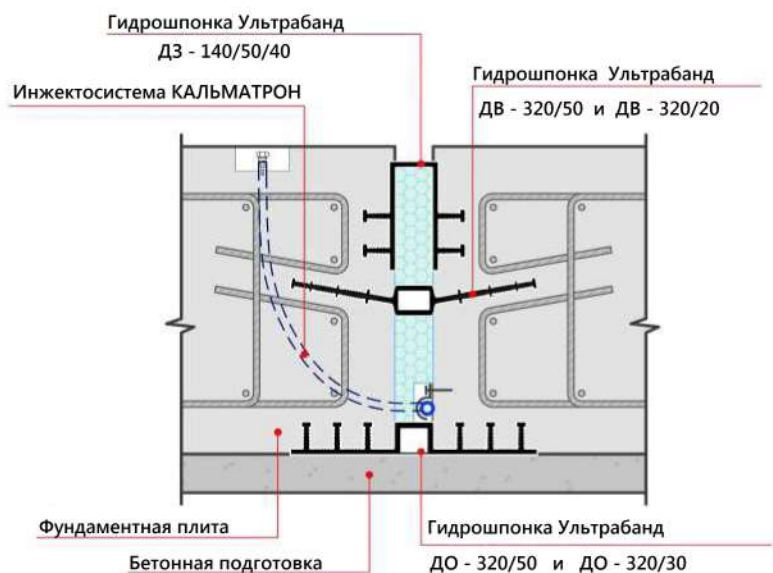 Гидрошпонка Ультрабанд
ДЗ - 140/50/40
Гидрошпонка Ультрабанд
ДВ - 320/50 и ДВ - 320/20
Инжектосистема КАЛЬМАТРОН
Фундаментная плита
Бетонная подготовка
Гидрошпонка Ультрабанд
ДО - 320/50 и ДО - 320/30